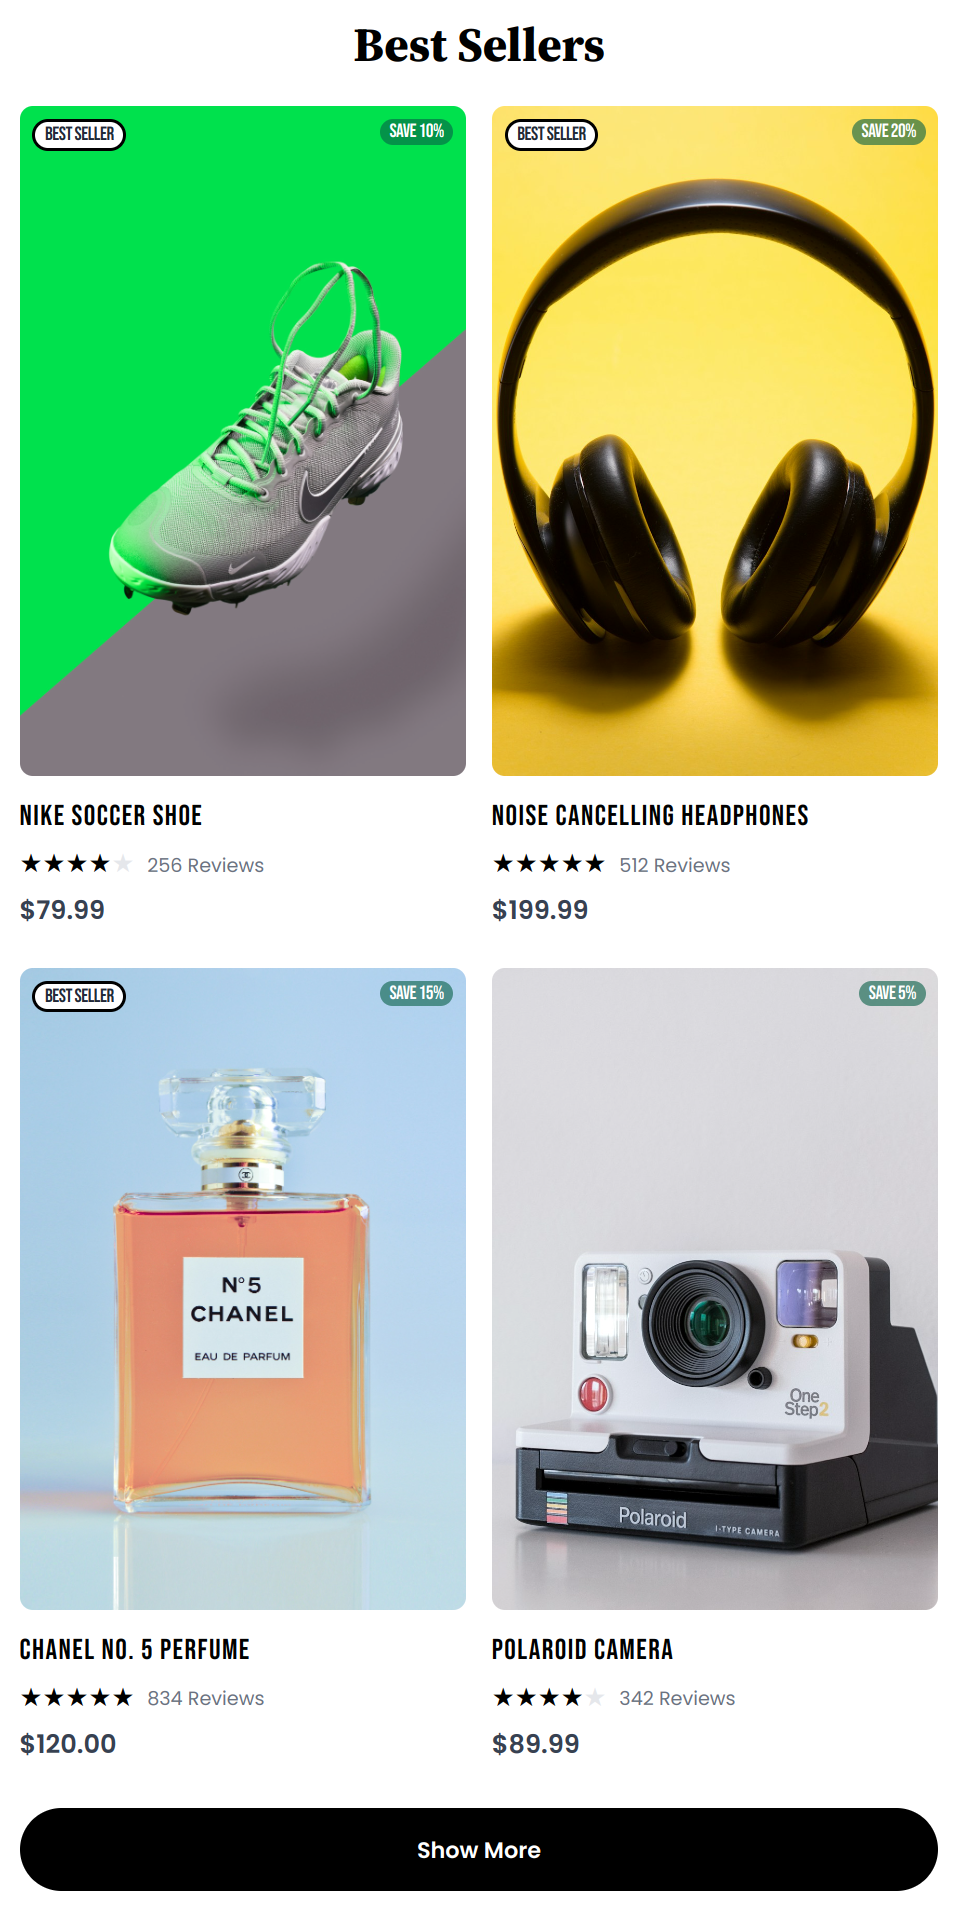 Best Sellers
BEST SELLER
SAVE 10%
BEST SELLER
SAVE 20%
NIKE SOCCER SHOE
★★★★★ 256 Reviews
$79.99
NOISE CANCELLING HEADPHONES
★★★★★ 512 Reviews
$199.99
BEST SELLER
SAVE 15%
N°5
CHANEL
EAU DE PARFUM
SAVE 5%
One
Step2
Polaroid
I-TYPE CAMERA
CHANEL NO. 5 PERFUME
★★★★★ 834 Reviews
$120.00
POLAROID CAMERA
★★★★★ 342 Reviews
$89.99
Show More